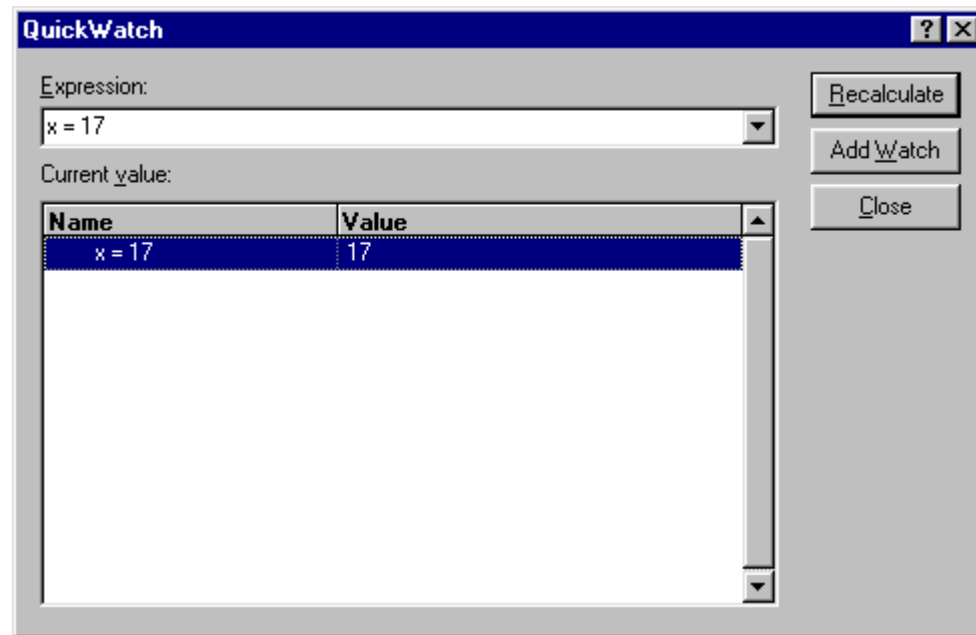 QuickWatch
Expression:
x = 17
Current value:
Name Value
x = 17 17
Recalculate
Add Watch
Close